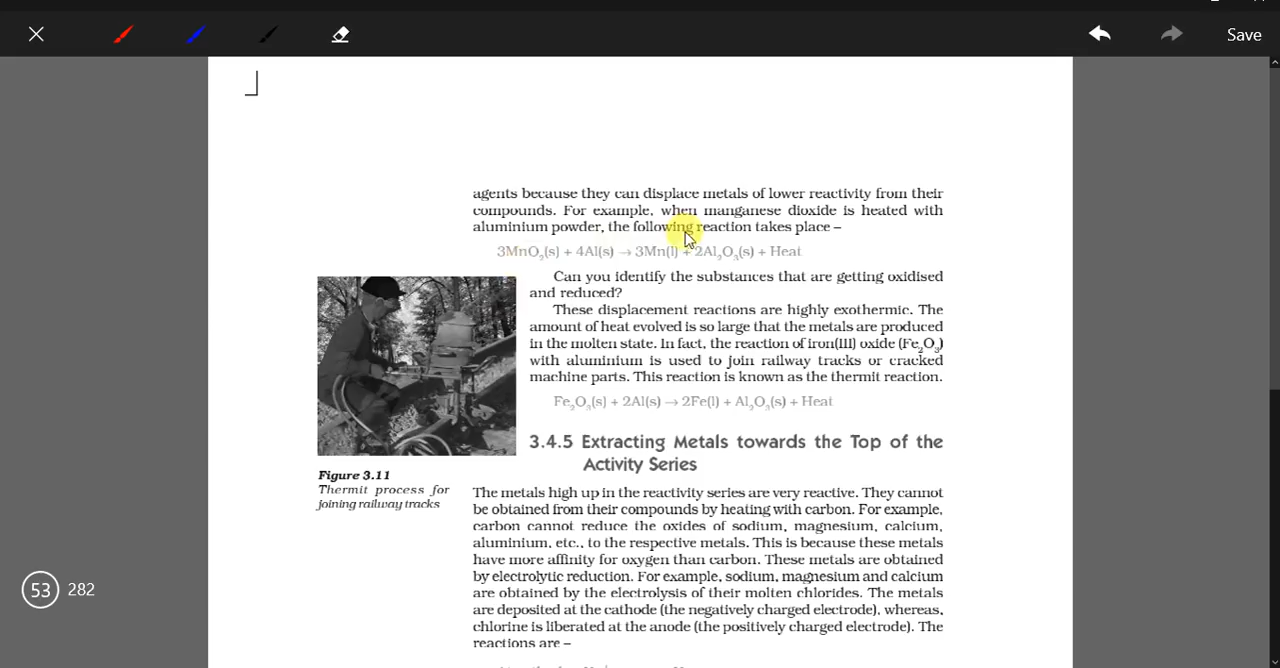 Save
agents because they can displace metals of lower reactivity from their
compounds. For example, when manganese dioxide is heated with
aluminium powder, the following reaction takes place –
3MnO₂(s) + 4Al(s) → 3Mn(l) + 2Al₂O₃(s) + Heat
Can you identify the substances that are getting oxidised
and reduced?
These displacement reactions are highly exothermic. The
amount of heat evolved is so large that the metals are produced
in the molten state. In fact, the reaction of iron(III) oxide (Fe₂O₃)
with aluminium is used to join railway tracks or cracked
machine parts. This reaction is known as the thermit reaction.
Fe₂O₃(s) + 2Al(s) → 2Fe(l) + Al₂O₃(s) + Heat
Figure 3.11
Thermit process for
joining railway tracks
3.4.5 Extracting Metals towards the Top of the
Activity Series
The metals high up in the reactivity series are very reactive. They cannot
be obtained from their compounds by heating with carbon. For example,
carbon cannot reduce the oxides of sodium, magnesium, calcium,
aluminium, etc., to the respective metals. This is because these metals
have more affinity for oxygen than carbon. These metals are obtained
by electrolytic reduction. For example, sodium, magnesium and calcium
are obtained by the electrolysis of their molten chlorides. The metals
are deposited at the cathode (the negatively charged electrode), whereas,
chlorine is liberated at the anode (the positively charged electrode). The
reactions are –
53 282